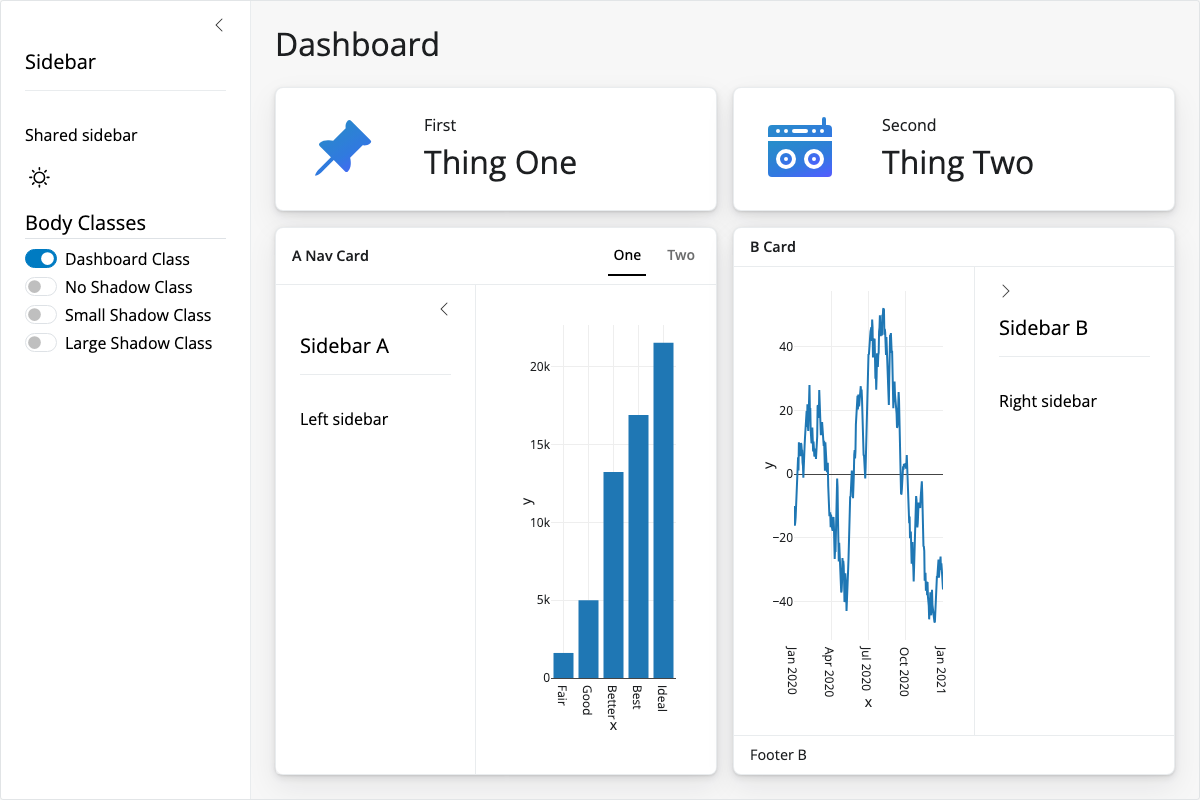 Sidebar
Shared sidebar
Body Classes
Dashboard Class
No Shadow Class
Small Shadow Class
Large Shadow Class
Dashboard
First
Thing One
Second
Thing Two
A Nav Card
One
Two
Sidebar A
Left sidebar
20k
15k
10k
5k
0
y
Fair
Good
Better
Best
Ideal
x
B Card
40
20
0
−20
−40
y
Jan 2020
Apr 2020
Jul 2020
Oct 2020
Jan 2021
x
Sidebar B
Right sidebar
Footer B